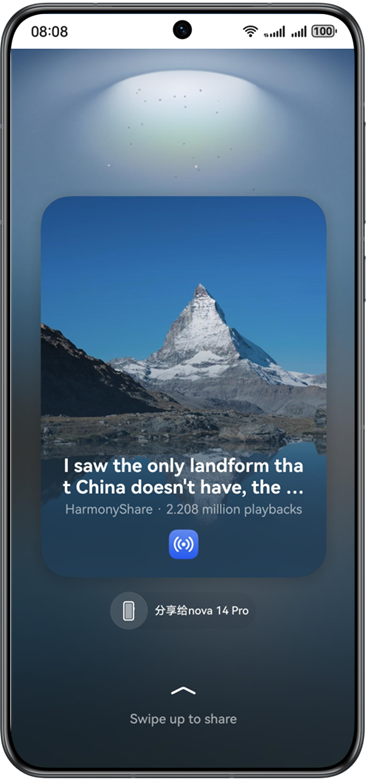 08:08
100
I saw the only landform tha
t China doesn't have, the ...
HarmonyShare · 2.208 million playbacks
分享给nova 14 Pro
Swipe up to share